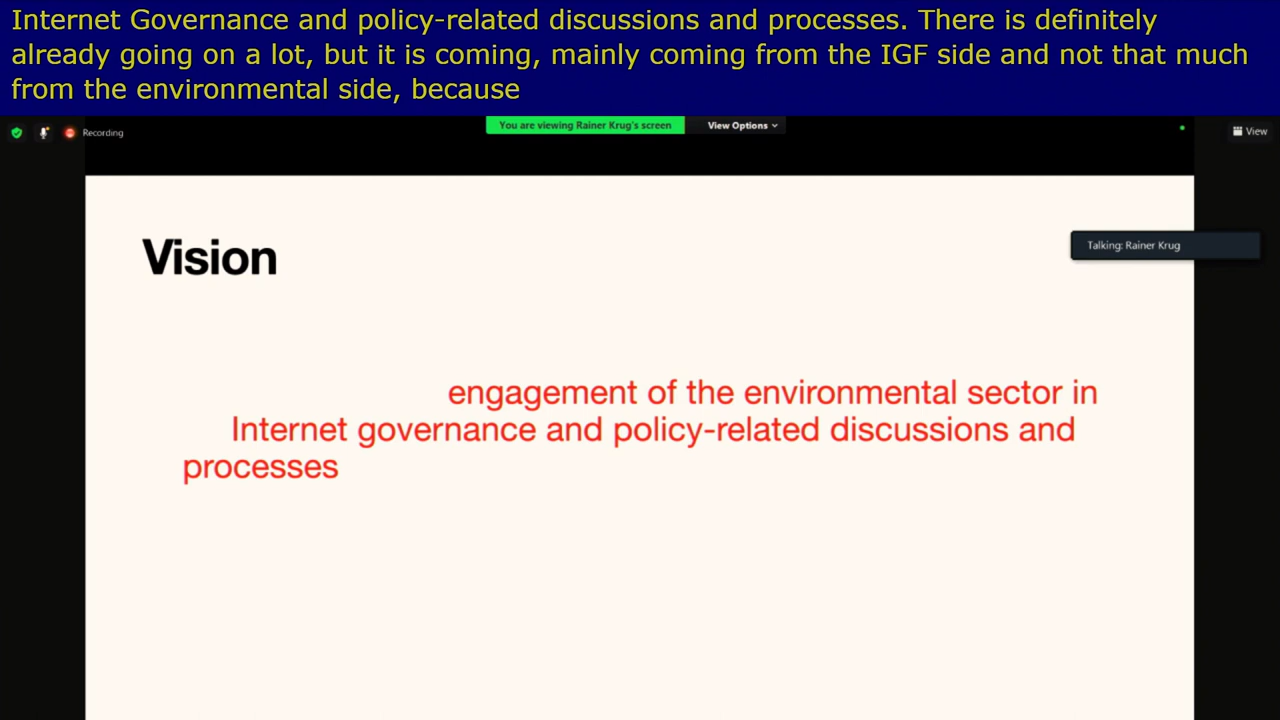 Internet Governance and policy-related discussions and processes. There is definitely
already going on a lot, but it is coming, mainly coming from the IGF side and not that much
from the environmental side, because
Recording
You are viewing Rainer Krug's screen
View Options
View
Vision
Talking: Rainer Krug
engagement of the environmental sector in
Internet governance and policy-related discussions and
processes